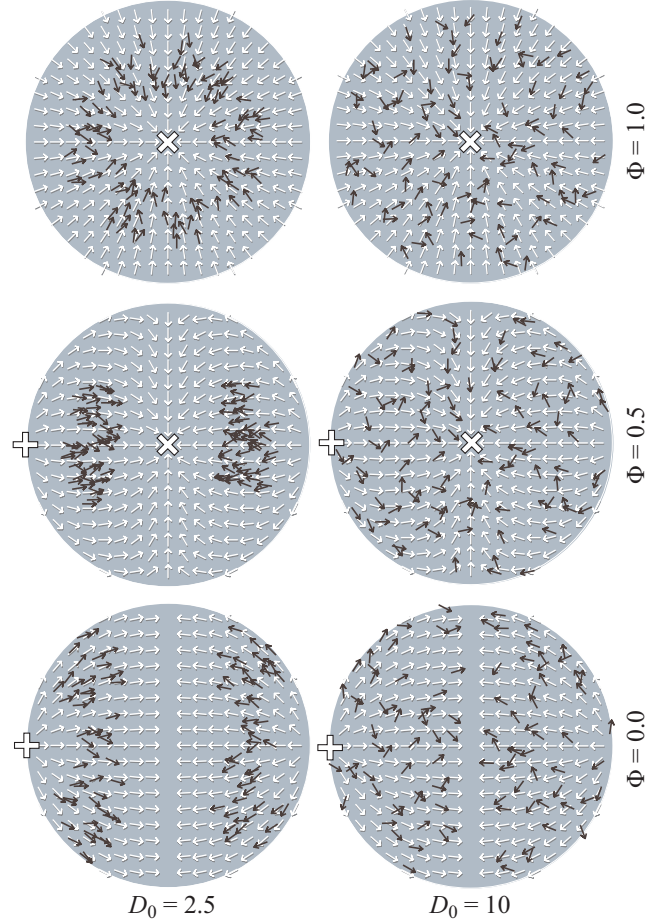 Φ = 1.0
Φ = 0.5
Φ = 0.0
D₀ = 2.5
D₀ = 10